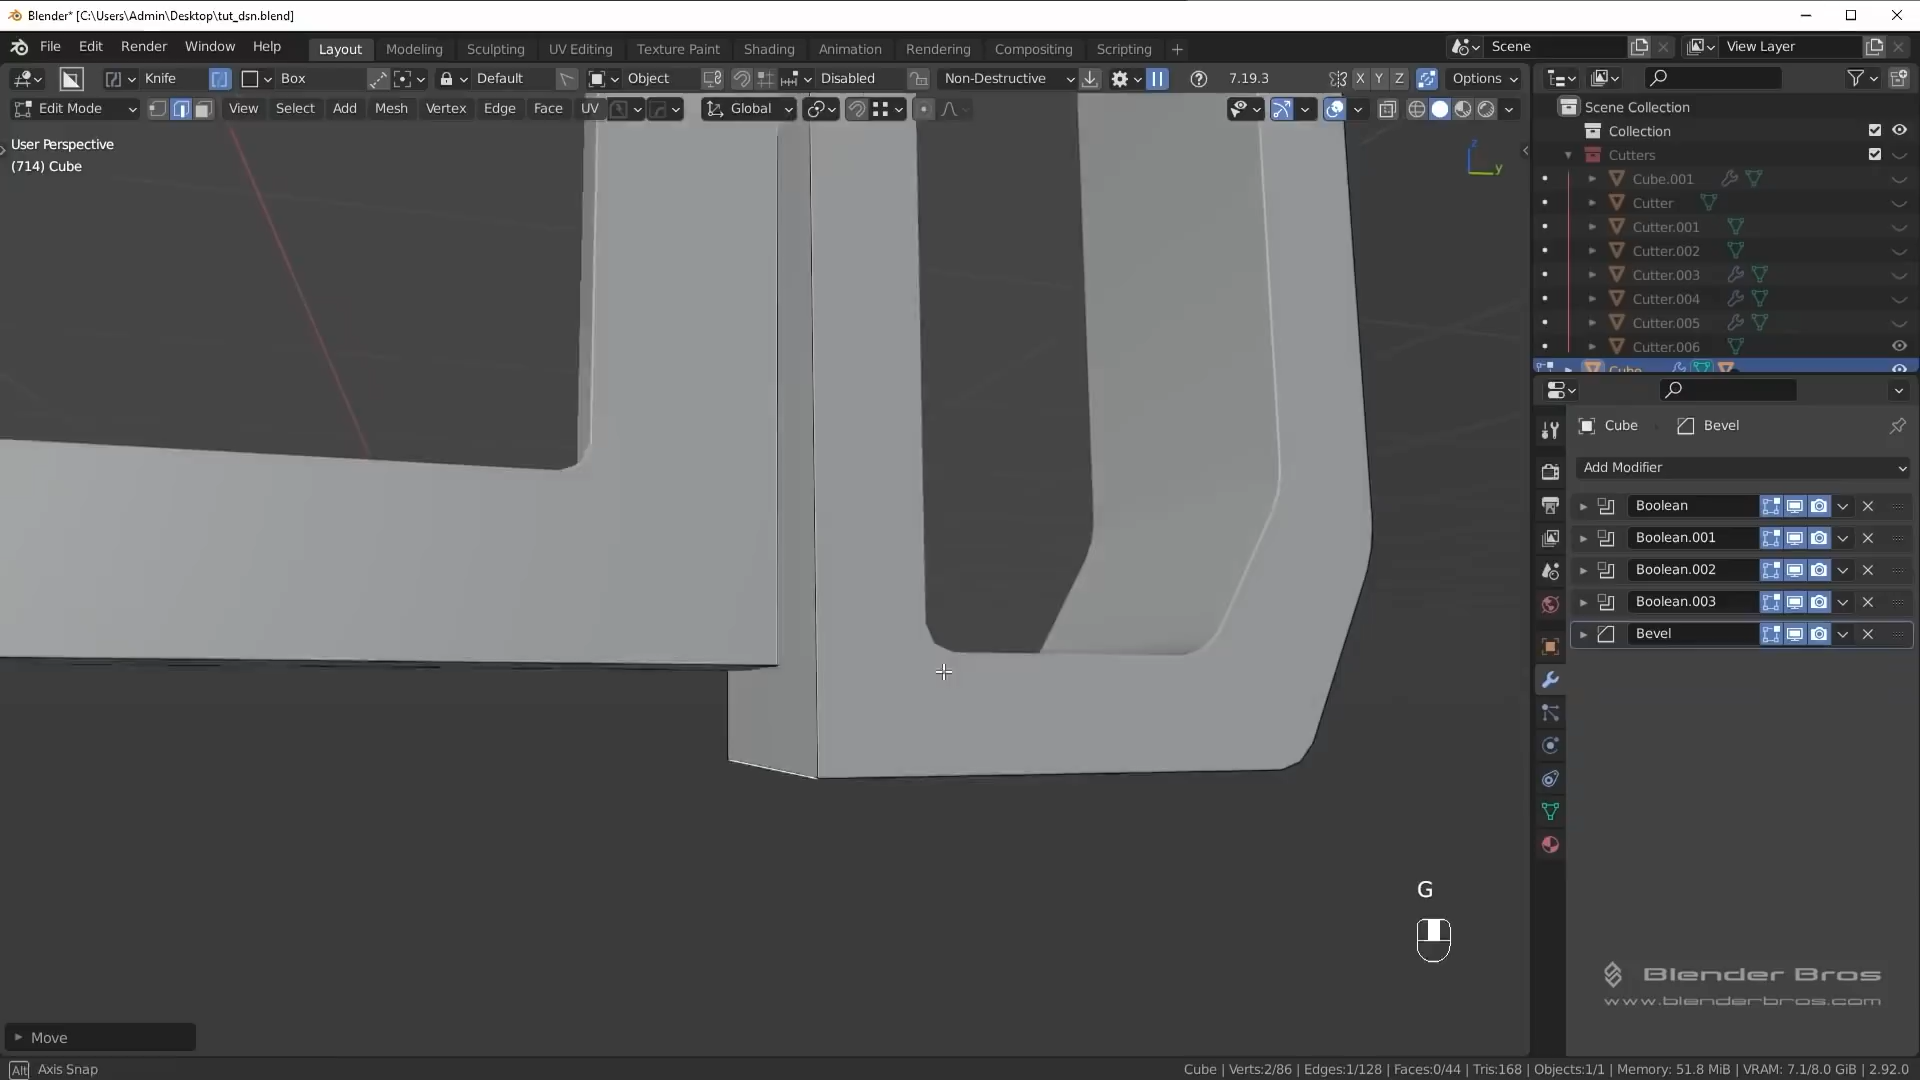 Blender* [C:\Users\Admin\Desktop\tut_dsn.blend]
File Edit Render Window Help Layout Modeling Sculpting UV Editing Texture Paint Shading Animation Rendering Compositing Scripting + Scene View Layer
Knife Box Default Object Disabled Non-Destructive 7.19.3 X Y Z Options
Edit Mode View Select Add Mesh Vertex Edge Face UV Global
User Perspective
(714) Cube
z
y
Scene Collection
Collection
Cutters
Cube.001
Cutter
Cutter.001
Cutter.002
Cutter.003
Cutter.004
Cutter.005
Cutter.006
Cube
Cube Bevel
Add Modifier
Boolean
Boolean.001
Boolean.002
Boolean.003
Bevel
G
Blender Bros
www.blenderbros.com
Move
Alt Axis Snap
Cube | Verts:2/86 | Edges:1/128 | Faces:0/44 | Tris:168 | Objects:1/1 | Memory: 51.8 MiB | VRAM: 7.1/8.0 GiB | 2.92.0